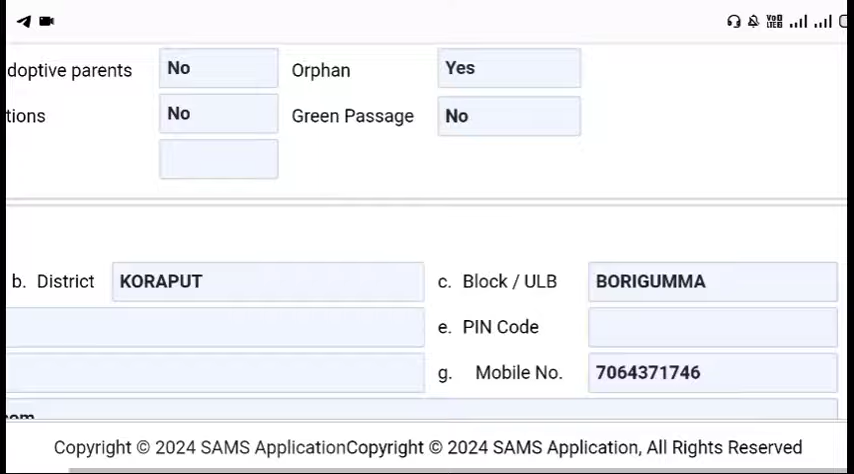 doptive parents No Orphan Yes
tions No Green Passage No
b. District KORAPUT c. Block / ULB BORIGUMMA
e. PIN Code
g. Mobile No. 7064371746
Copyright © 2024 SAMS ApplicationCopyright © 2024 SAMS Application, All Rights Reserved